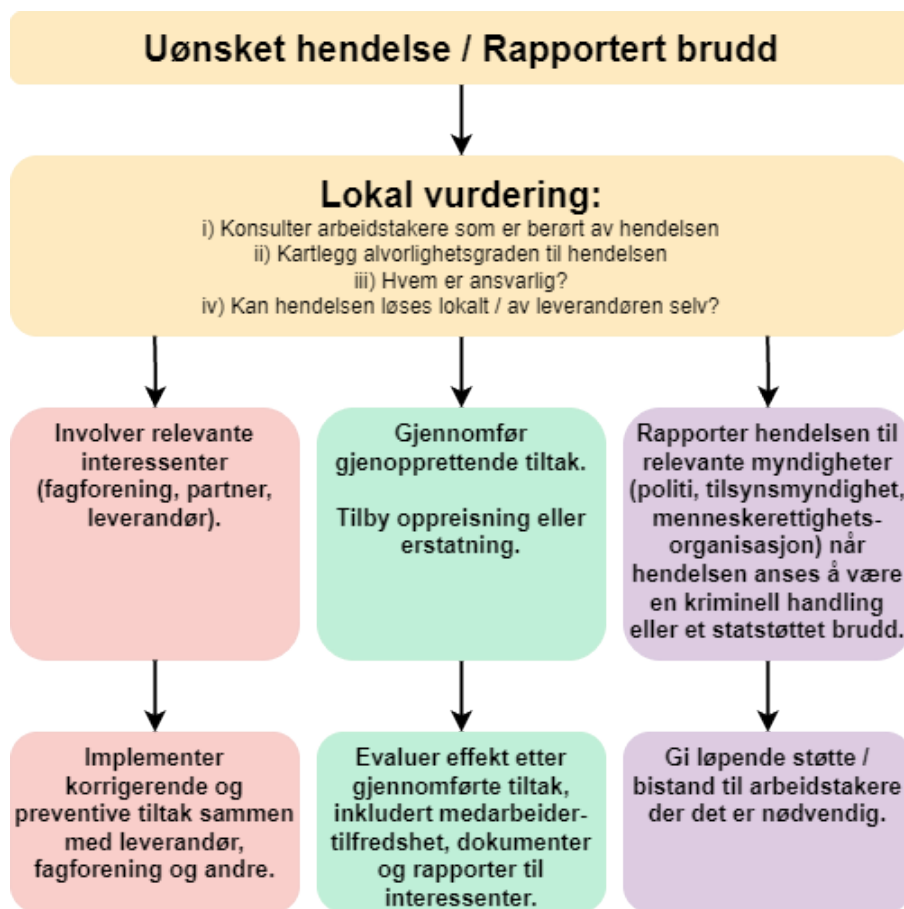 Uønsket hendelse / Rapportert brudd
Lokal vurdering:
i) Konsulter arbeidstakere som er berørt av hendelsen
ii) Kartlegg alvorlighetsgraden til hendelsen
iii) Hvem er ansvarlig?
iv) Kan hendelsen løses lokalt / av leverandøren selv?
Involver relevante
interessenter
(fagforening, partner,
leverandør).
Gjennomfør
gjenopprettende tiltak.
Tilby oppreisning eller
erstatning.
Rapporter hendelsen til
relevante myndigheter
(politi, tilsynsmyndighet,
menneskerettighets-
organisasjon) når
hendelsen anses å være
en kriminell handling
eller et statstøttet brudd.
Implementer
korrigerende og
preventive tiltak sammen
med leverandør,
fagforening og andre.
Evaluer effekt etter
gjennomførte tiltak,
inkludert medarbeider-
tilfredshet, dokumenter
og rapporter til
interessenter.
Gi løpende støtte /
bistand til arbeidstakere
der det er nødvendig.